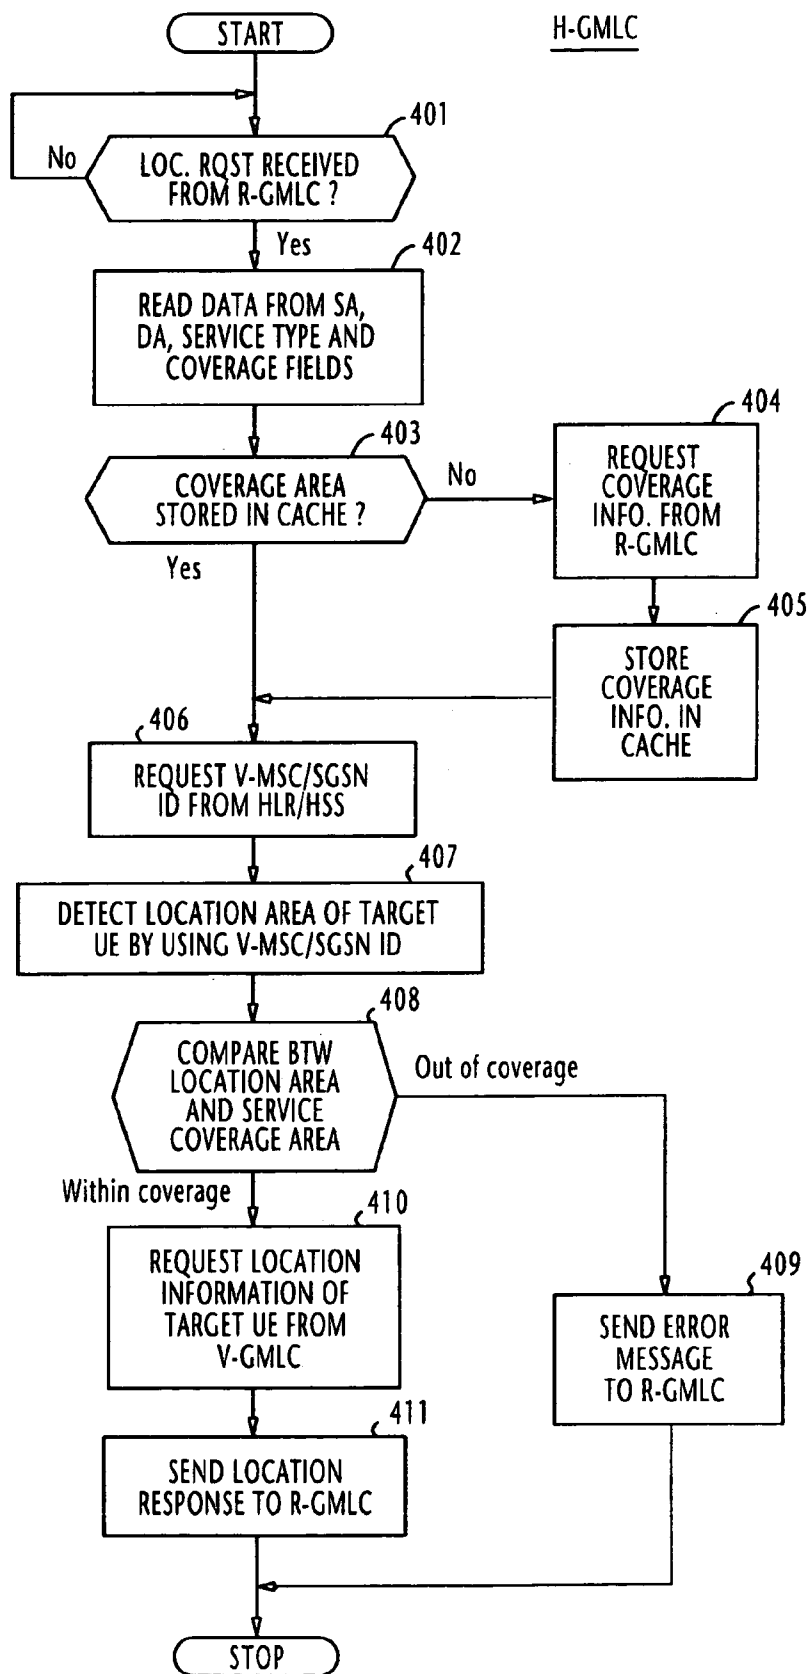 START
H-GMLC
401
No
LOC. RQST RECEIVED
FROM R-GMLC ?
Yes
402
READ DATA FROM SA,
DA, SERVICE TYPE AND
COVERAGE FIELDS
403
COVERAGE AREA
STORED IN CACHE ?
No
Yes
404
REQUEST
COVERAGE
INFO. FROM
R-GMLC
405
STORE
COVERAGE
INFO. IN
CACHE
406
REQUEST V-MSC/SGSN
ID FROM HLR/HSS
407
DETECT LOCATION AREA OF TARGET
UE BY USING V-MSC/SGSN ID
408
COMPARE BTW
LOCATION AREA
AND SERVICE
COVERAGE AREA
Out of coverage
Within coverage
410
REQUEST LOCATION
INFORMATION OF
TARGET UE FROM
V-GMLC
409
SEND ERROR
MESSAGE
TO R-GMLC
411
SEND LOCATION
RESPONSE TO R-GMLC
STOP